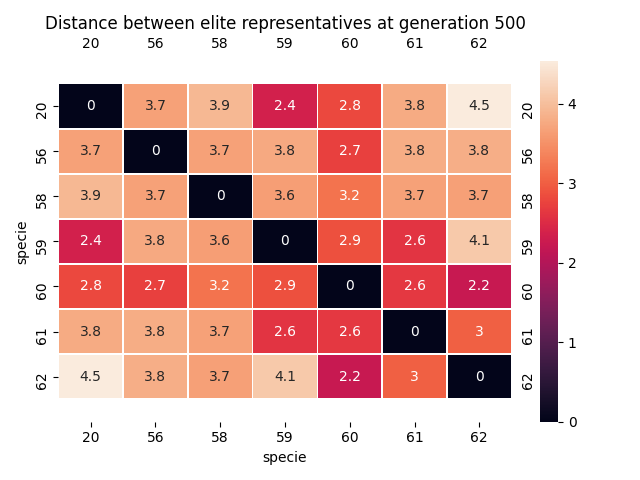 Distance between elite representatives at generation 500
20 56 58 59 60 61 62
20 0 3.7 3.9 2.4 2.8 3.8 4.5 20
56 3.7 0 3.7 3.8 2.7 3.8 3.8 56
58 3.9 3.7 0 3.6 3.2 3.7 3.7 58
59 2.4 3.8 3.6 0 2.9 2.6 4.1 59
60 2.8 2.7 3.2 2.9 0 2.6 2.2 60
61 3.8 3.8 3.7 2.6 2.6 0 3 61
62 4.5 3.8 3.7 4.1 2.2 3 0 62
20 56 58 59 60 61 62
specie
specie
4
3
2
1
0